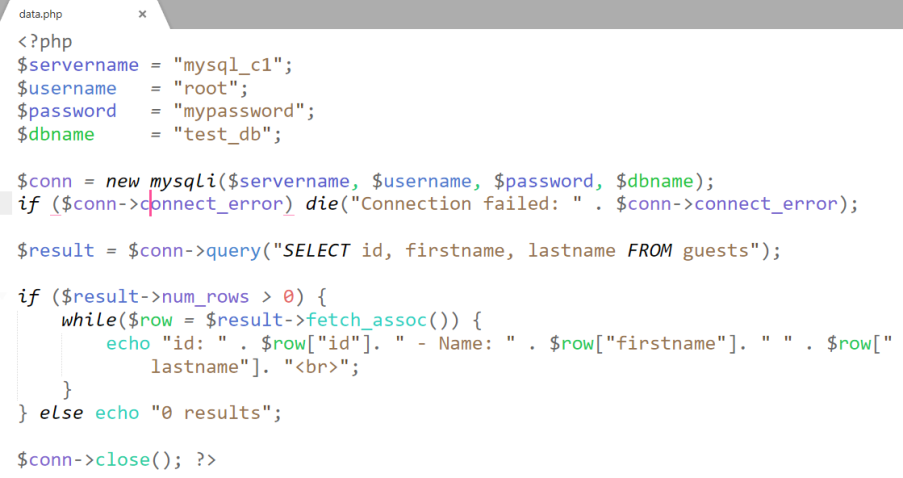 data.php ×
<?php
$servername = "mysql_c1";
$username   = "root";
$password   = "mypassword";
$dbname     = "test_db";
$conn = new mysqli($servername, $username, $password, $dbname);
if ($conn->connect_error) die("Connection failed: " . $conn->connect_error);
$result = $conn->query("SELECT id, firstname, lastname FROM guests");
if ($result->num_rows > 0) {
    while($row = $result->fetch_assoc()) {
        echo "id: " . $row["id"]. " - Name: " . $row["firstname"]. " " . $row["
            lastname"]. "<br>";
    }
} else echo "0 results";
$conn->close(); ?>